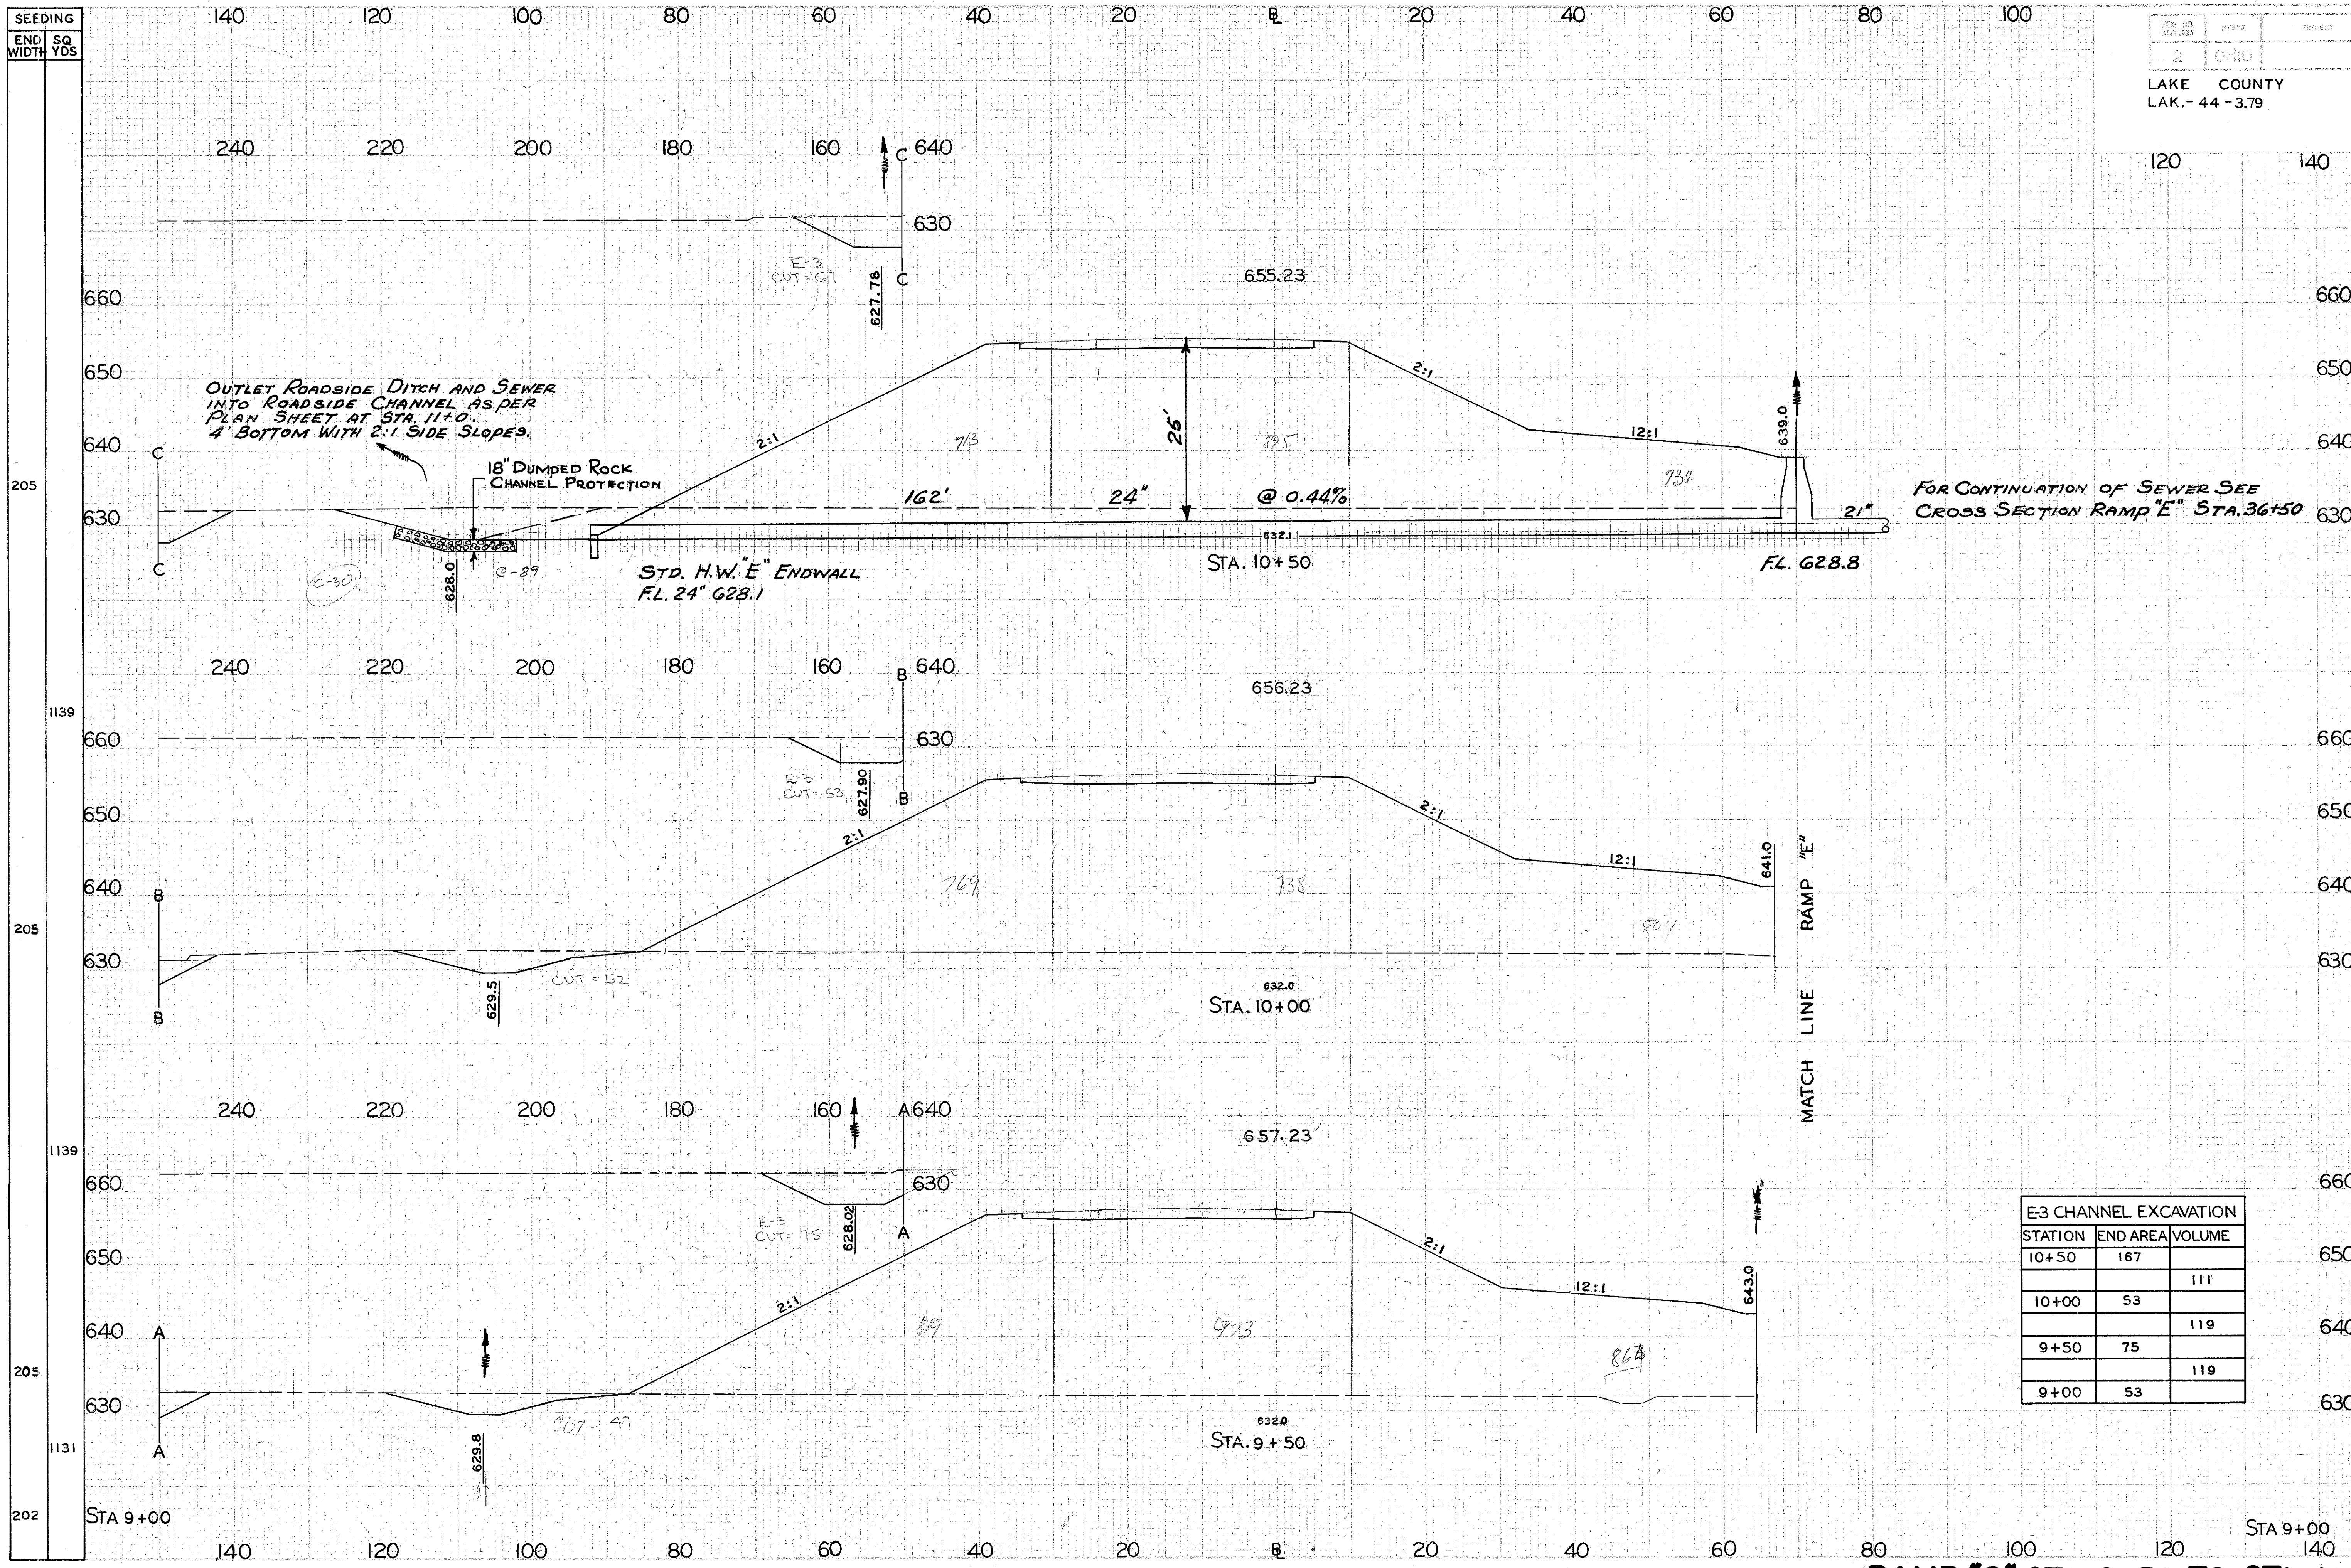 SEEDING
END WIDTH
SQ YDS
140 120 100 80 60 40 20 ℄ 20 40 60 80 100
2 OHIO
STATE
LAKE COUNTY
LAK.- 44 - 3.79
120 140
240 220 200 180 160 C 640
630
E-3
C
627.78
655.23
660 660
650 650
OUTLET ROADSIDE DITCH AND SEWER
INTO ROADSIDE CHANNEL AS PER
PLAN SHEET AT STA. 11+0.
4' BOTTOM WITH 2:1 SIDE SLOPES.
2:1
2:1
12:1
25'
639.0
640 640
C
713
895
18" DUMPED ROCK
CHANNEL PROTECTION
205
162' 24" @ 0.44%
21"
FOR CONTINUATION OF SEWER SEE
CROSS SECTION RAMP "E" STA. 36+50
630 630
632.1
C
C-30
628.0
C-89
STD. H.W. "E" ENDWALL
F.L. 24" 628.1
STA. 10+50
F.L. 628.8
240 220 200 180 160 B 640
656.23
1139
660 630 660
E-3
CUT = 53
627.90
B
650 650
2:1
2:1
12:1
641.0
640 640
B
769
938
804
205
630 630
629.5
CUT = 52
632.0
STA. 10+00
B
MATCH LINE RAMP "E"
240 220 200 180 160 A 640
657.23
1139
660 630 660
E-3
CUT = 75
628.02
A
650 650
2:1
2:1
12:1
643.0
640 A 640
973
205
630 630
629.8
632.0
STA. 9+50
A
1131
E-3 CHANNEL EXCAVATION
STATION END AREA VOLUME
10+50 167
111
10+00 53
119
9+50 75
119
9+00 53
202
STA 9+00 STA 9+00
140 120 100 80 60 40 20 ℄ 20 40 60 80 100 120 140